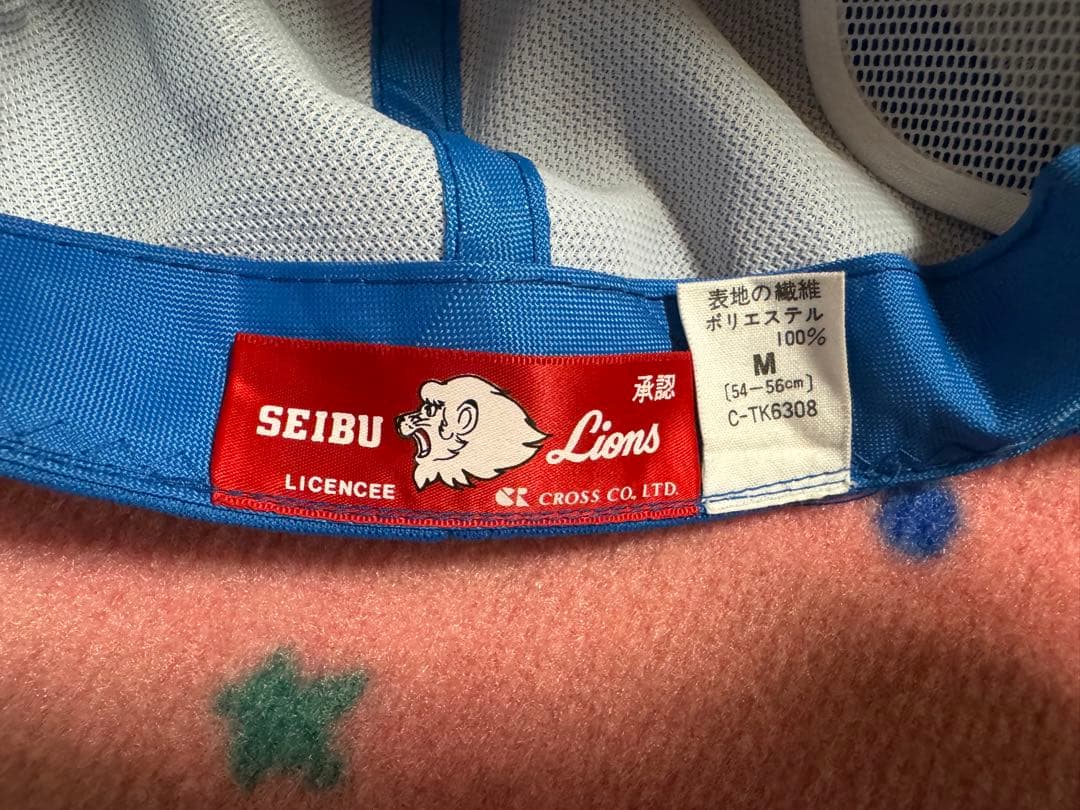 SEIBU
承認
Lions
LICENCEE
CROSS CO., LTD.
表地の繊維
ポリエステル
100%
M
[54-56cm]
C-TK6308